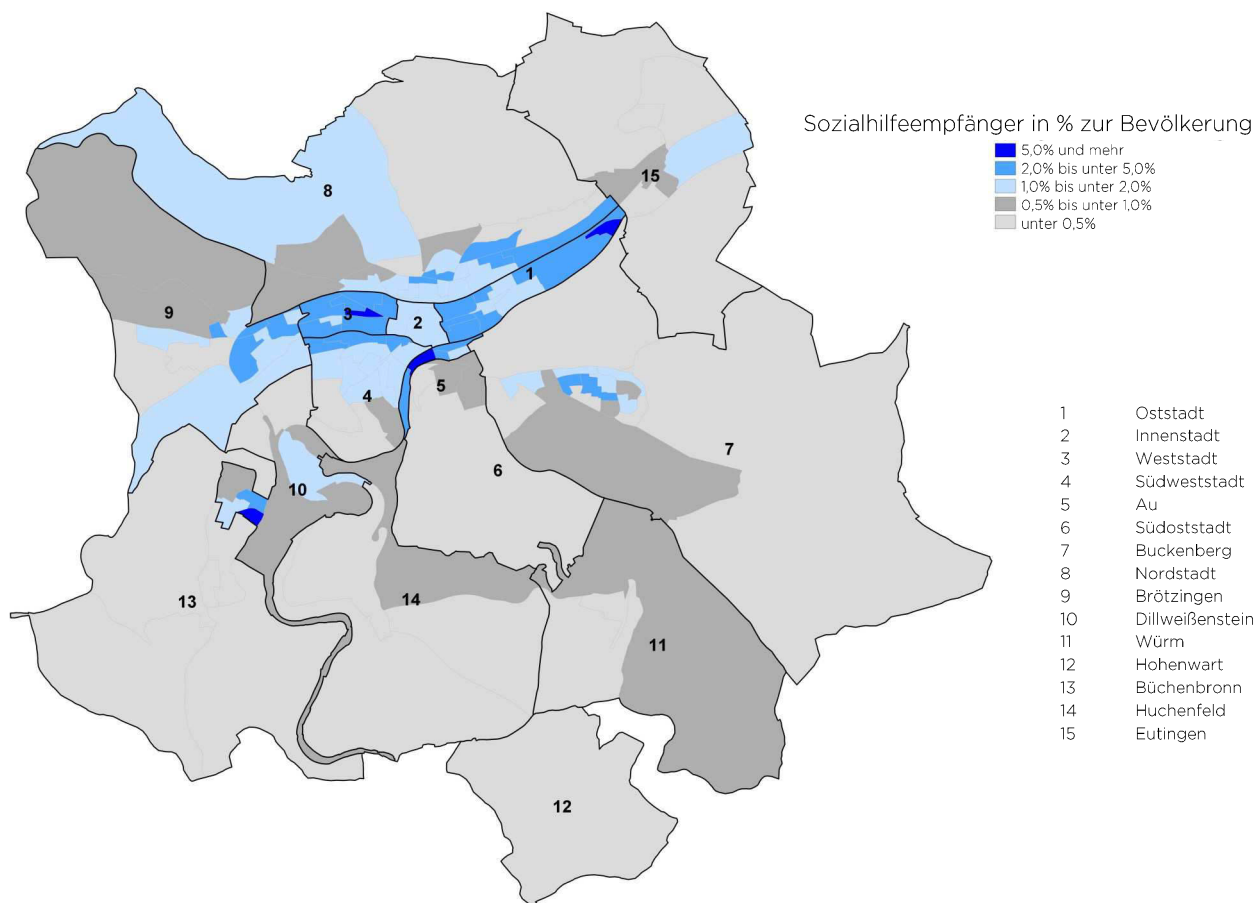 Sozialhilfeempfänger in % zur Bevölkerung
5,0% und mehr
2,0% bis unter 5,0%
1,0% bis unter 2,0%
0,5% bis unter 1,0%
unter 0,5%
15
8
1
9
3
2
4
5
7
6
10
13
14
11
12
1 Oststadt
2 Innenstadt
3 Weststadt
4 Südweststadt
5 Au
6 Südoststadt
7 Buckenberg
8 Nordstadt
9 Brötzingen
10 Dillweißenstein
11 Würm
12 Hohenwart
13 Büchenbronn
14 Huchenfeld
15 Eutingen